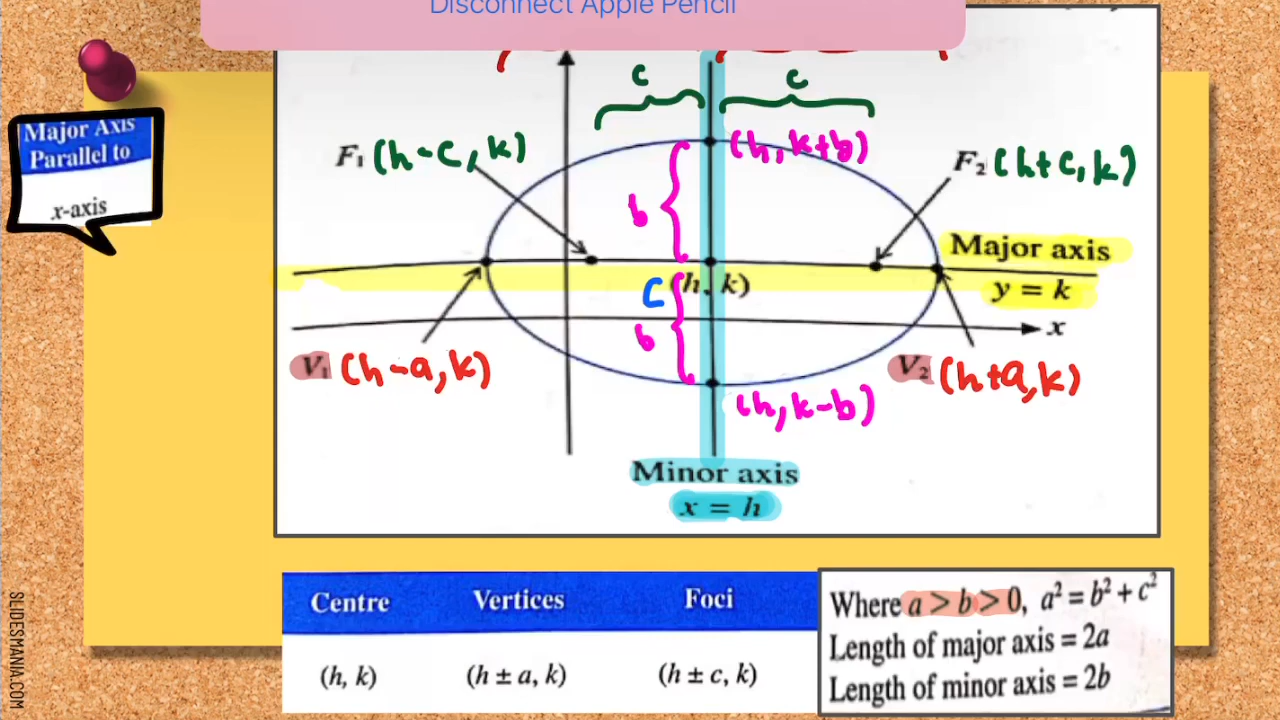 Disconnect Apple Pencil
Major Axis
Parallel to
x-axis
c
c
F₁ (h-c, k)
(h, k+b)
F₂ (h+c, k)
b
Major axis
y = k
(h, k)
C
b
x
V₁ (h-a, k)
V₂ (h+a, k)
(h, k-b)
Minor axis
x = h
Centre Vertices Foci
(h, k) (h ± a, k) (h ± c, k)
Where a > b > 0, a² = b² + c²
Length of major axis = 2a
Length of minor axis = 2b
SLIDESMANIA.COM